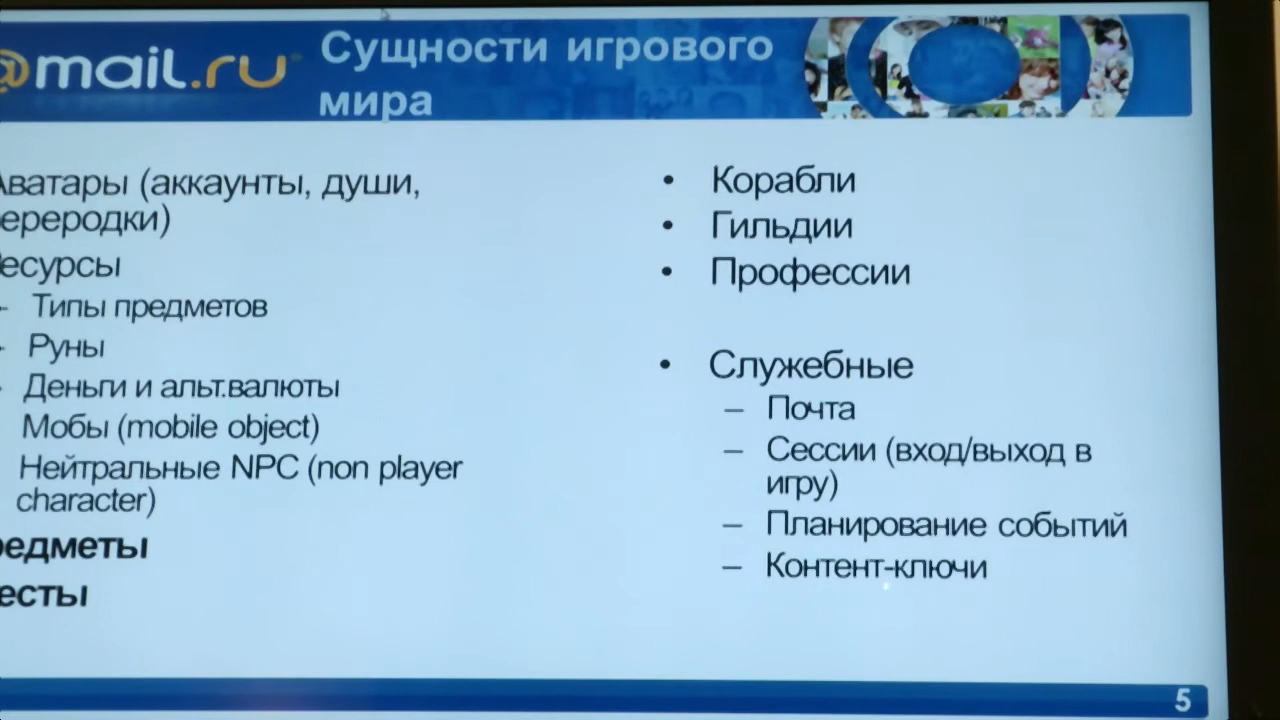 @mail.ru
Сущности игрового
мира
Аватары (аккаунты, души,
ереродки)
есурсы
– Типы предметов
– Руны
- Деньги и альт.валюты
Мобы (mobile object)
Нейтральные NPC (non player
character)
редметы
есты
• Корабли
• Гильдии
• Профессии
• Служебные
– Почта
– Сессии (вход/выход в
игру)
– Планирование событий
– Контент-ключи
5